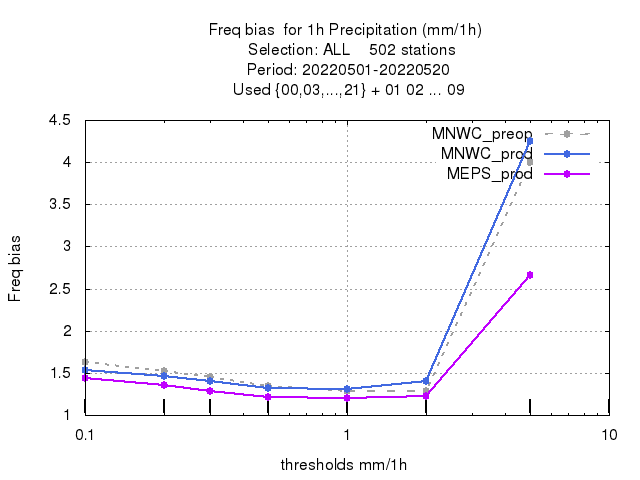 Freq bias  for 1h Precipitation (mm/1h)
Selection: ALL    502 stations
Period: 20220501-20220520
Used {00,03,...,21} + 01 02 ... 09
MNWC_preop
MNWC_prod
MEPS_prod
4.5
4
3.5
3
2.5
2
1.5
1
Freq bias
0.1 1 10
thresholds mm/1h